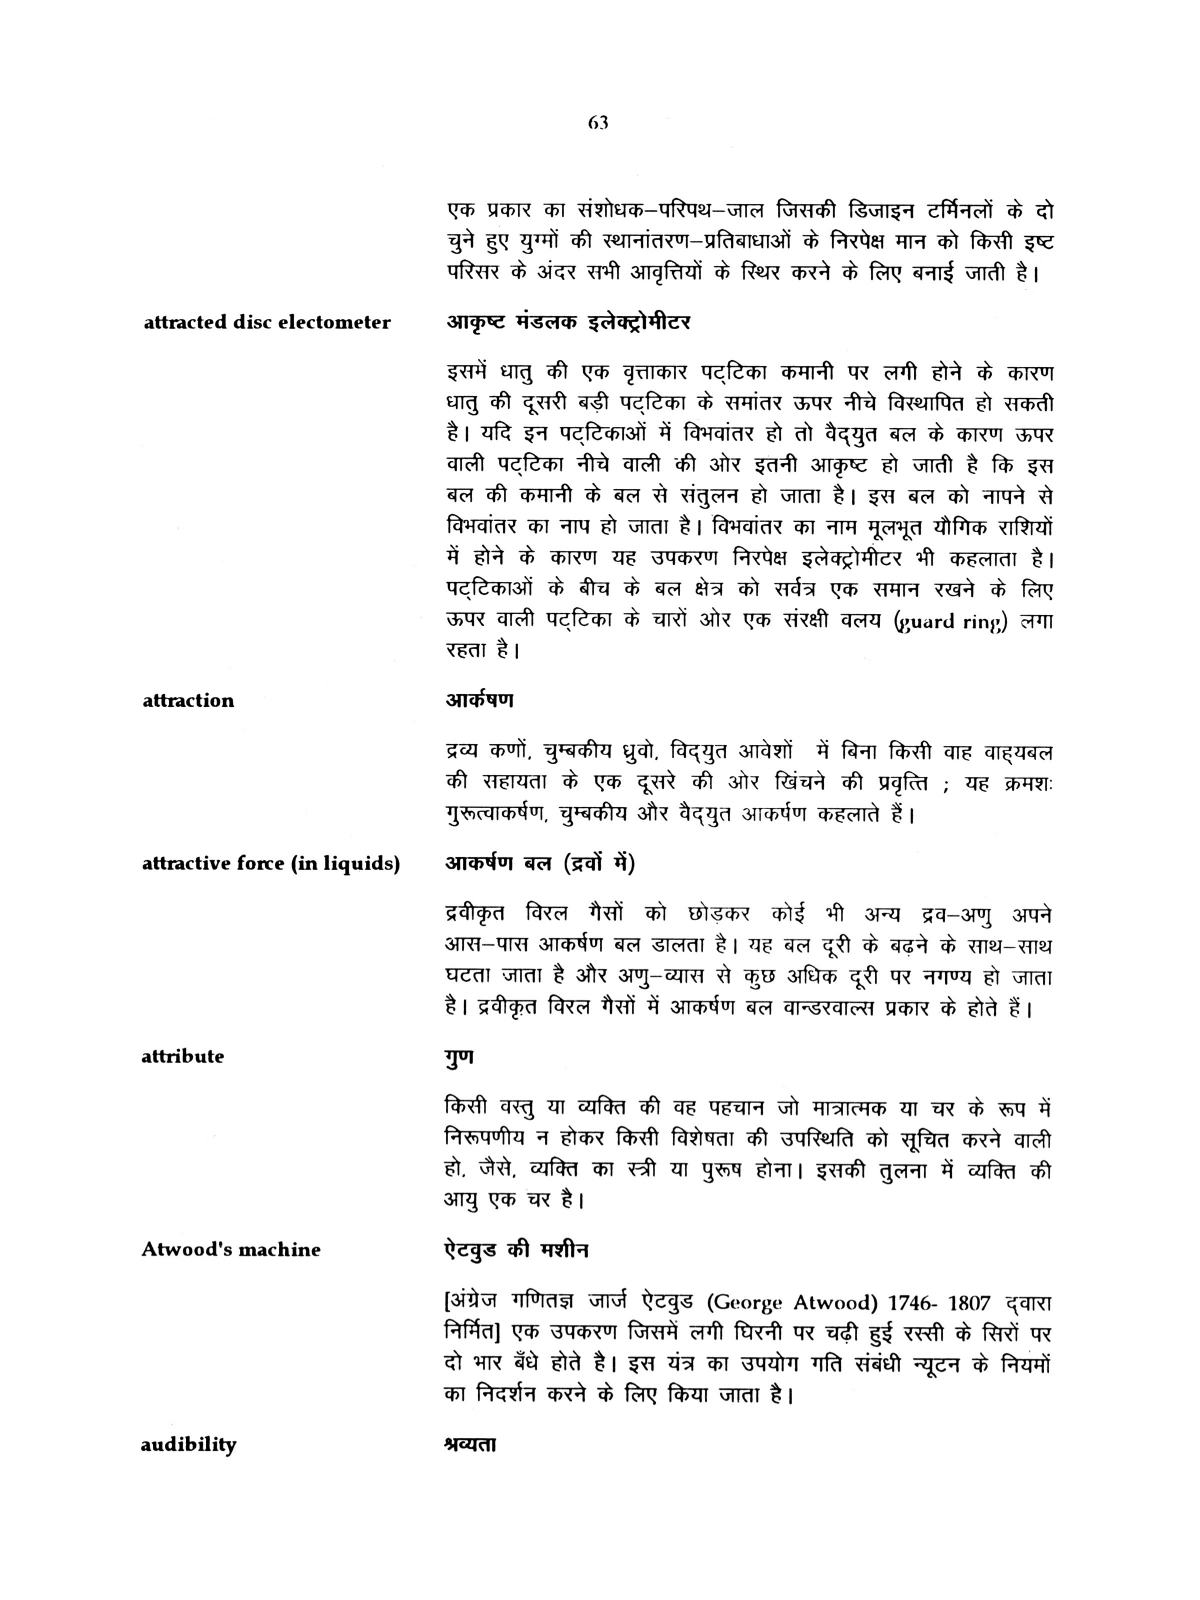 63
एक प्रकार का संशोधक–परिपथ–जाल जिसकी डिजाइन टर्मिनलों के दो
चुने हुए युग्मों की स्थानांतरण–प्रतिबाधाओं के निरपेक्ष मान को किसी इष्ट
परिसर के अंदर सभी आवृत्तियों के स्थिर करने के लिए बनाई जाती है।
attracted disc electometer आकृष्ट मंडलक इलेक्ट्रोमीटर
इसमें धातु की एक वृत्ताकार पट्टिका कमानी पर लगी होने के कारण
धातु की दूसरी बड़ी पट्टिका के समांतर ऊपर नीचे विस्थापित हो सकती
है। यदि इन पट्टिकाओं में विभवांतर हो तो वैद्युत बल के कारण ऊपर
वाली पट्टिका नीचे वाली की ओर इतनी आकृष्ट हो जाती है कि इस
बल की कमानी के बल से संतुलन हो जाता है। इस बल को नापने से
विभवांतर का नाप हो जाता है। विभवांतर का नाम मूलभूत यौगिक राशियों
में होने के कारण यह उपकरण निरपेक्ष इलेक्ट्रोमीटर भी कहलाता है।
पट्टिकाओं के बीच के बल क्षेत्र को सर्वत्र एक समान रखने के लिए
ऊपर वाली पट्टिका के चारों ओर एक संरक्षी वलय (guard ring) लगा
रहता है।
attraction आर्कषण
द्रव्य कणों, चुम्बकीय ध्रुवो, विद्युत आवेशों में बिना किसी वाह वाह्यबल
की सहायता के एक दूसरे की ओर खिंचने की प्रवृत्ति ; यह क्रमशः
गुरूत्वाकर्षण, चुम्बकीय और वैद्युत आकर्षण कहलाते हैं।
attractive force (in liquids) आकर्षण बल (द्रवों में)
द्रवीकृत विरल गैसों को छोड़कर कोई भी अन्य द्रव–अणु अपने
आस–पास आकर्षण बल डालता है। यह बल दूरी के बढ़ने के साथ–साथ
घटता जाता है और अणु–व्यास से कुछ अधिक दूरी पर नगण्य हो जाता
है। द्रवीकृत विरल गैसों में आकर्षण बल वान्डरवाल्स प्रकार के होते हैं।
attribute गुण
किसी वस्तु या व्यक्ति की वह पहचान जो मात्रात्मक या चर के रूप में
निरूपणीय न होकर किसी विशेषता की उपस्थिति को सूचित करने वाली
हो, जैसे, व्यक्ति का स्त्री या पुरूष होना। इसकी तुलना में व्यक्ति की
आयु एक चर है।
Atwood's machine ऐटवुड की मशीन
[अंग्रेज गणितज्ञ जार्ज ऐटवुड (George Atwood) 1746- 1807 द्वारा
निर्मित] एक उपकरण जिसमें लगी घिरनी पर चढ़ी हुई रस्सी के सिरों पर
दो भार बँधे होते है। इस यंत्र का उपयोग गति संबंधी न्यूटन के नियमों
का निदर्शन करने के लिए किया जाता है।
audibility श्रव्यता